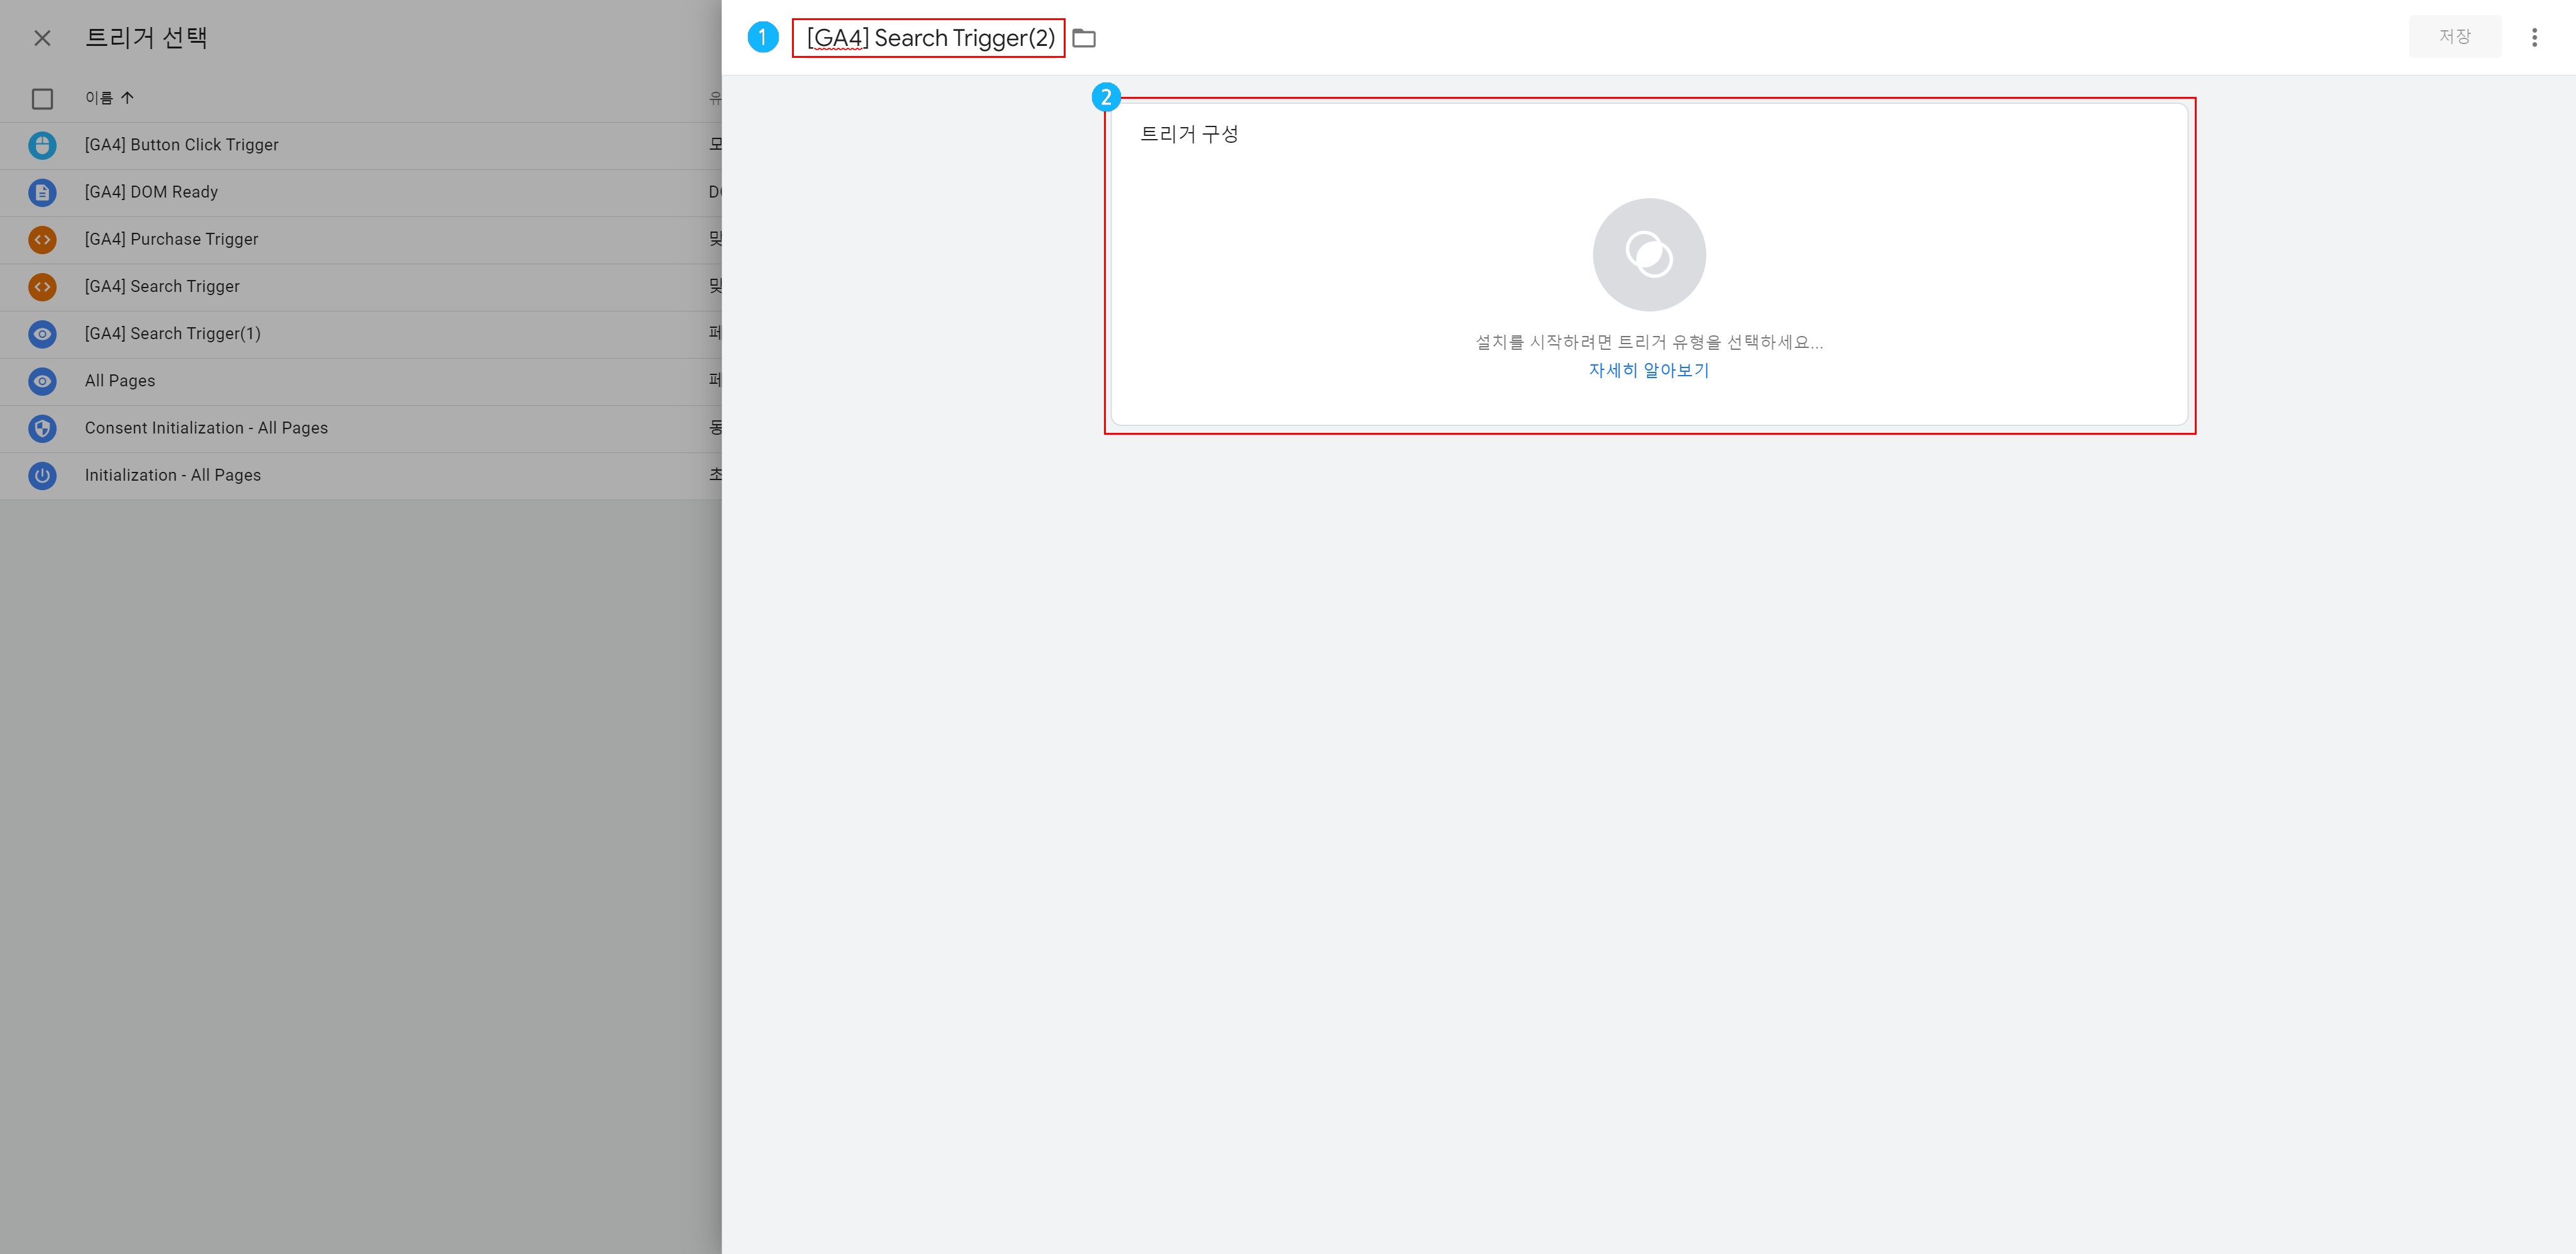 트리거 선택
이름
유
[GA4] Button Click Trigger
모
[GA4] DOM Ready
[GA4] Purchase Trigger
맞
[GA4] Search Trigger
맞
[GA4] Search Trigger(1)
페
All Pages
페
Consent Initialization - All Pages
동
Initialization - All Pages
초
1
[GA4] Search Trigger(2)
저장
2
트리거 구성
설치를 시작하려면 트리거 유형을 선택하세요...
자세히 알아보기